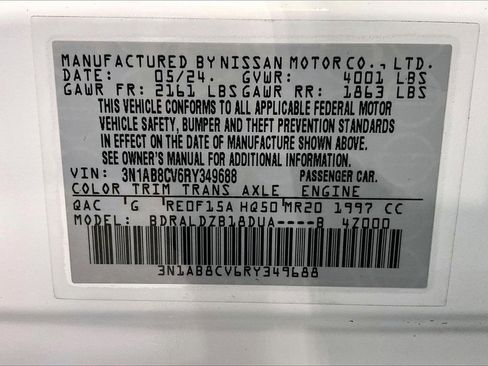 MANUFACTURED BY NISSAN MOTOR CO., LTD.
DATE: 05/24. GVWR: 4001 LBS
GAWR FR: 2161 LBS GAWR RR: 1863 LBS
THIS VEHICLE CONFORMS TO ALL APPLICABLE FEDERAL MOTOR
VEHICLE SAFETY, BUMPER AND THEFT PREVENTION STANDARDS
IN EFFECT ON THE DATE OF MANUFACTURE SHOWN ABOVE.
SEE OWNER'S MANUAL FOR ADDITIONAL INFORMATION.
VIN: 3N1AB8CV6RY349688 PASSENGER CAR.
COLOR TRIM TRANS AXLE ENGINE
QAC G RE0F15A HQ50 MR20 1997 CC
MODEL: BDRALDZB18DUA----B 4Z000
3N1AB8CV6RY349688